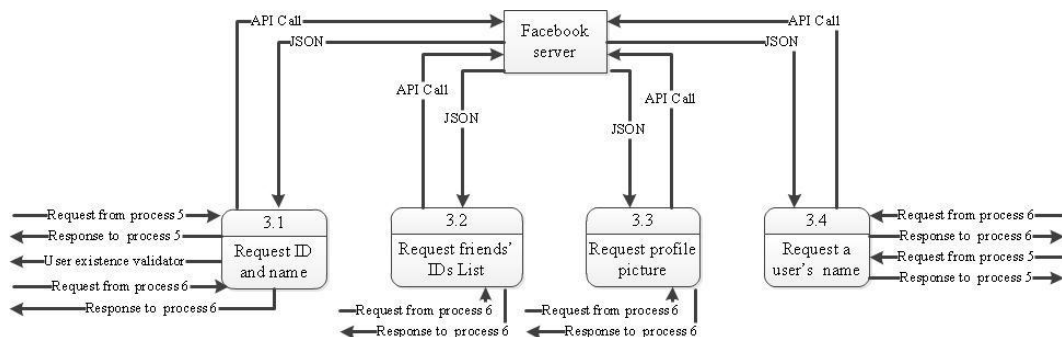 API Call
Facebook
server
API Call
JSON
JSON
API Call
API Call
JSON
JSON
3.1
Request ID
and name
3.2
Request friends'
IDs List
3.3
Request profile
picture
3.4
Request a
user's name
Request from process 5
Response to process 5
User existence validator
Request from process 6
Response to process 6
Request from process 6
Response to process 6
Request from process 6
Response to process 6
Request from process 6
Response to process 6
Request from process 5
Response to process 5